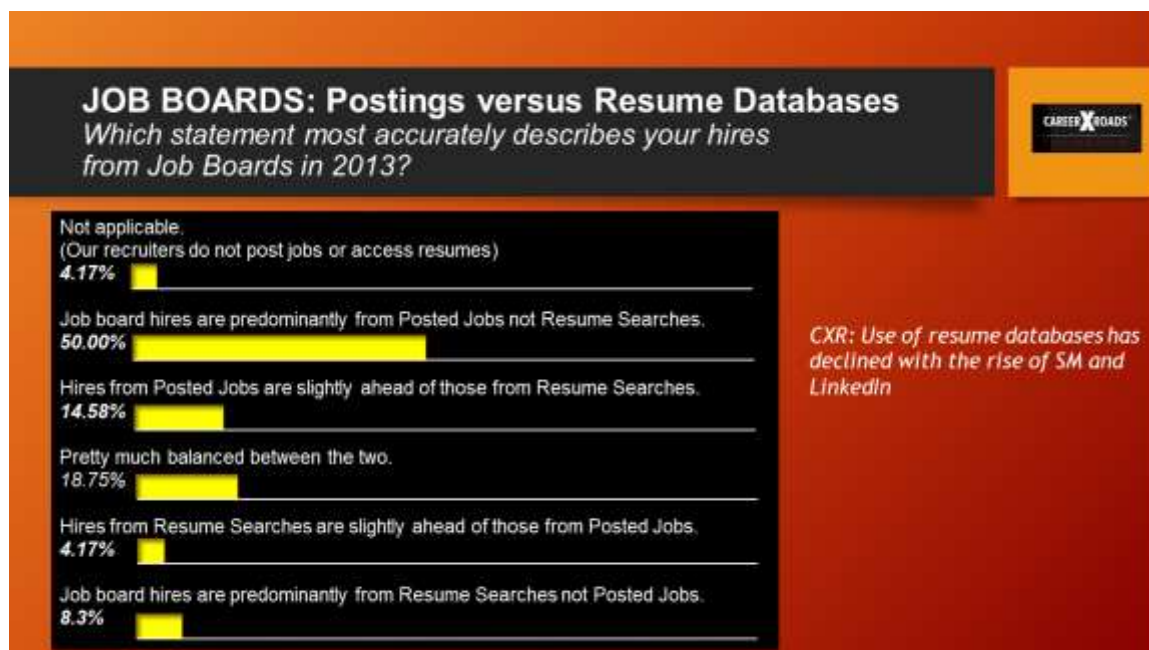 JOB BOARDS: Postings versus Resume Databases
Which statement most accurately describes your hires
from Job Boards in 2013?
CAREER X ROADS
Not applicable.
(Our recruiters do not post jobs or access resumes)
4.17%
Job board hires are predominantly from Posted Jobs not Resume Searches.
50.00%
Hires from Posted Jobs are slightly ahead of those from Resume Searches.
14.58%
Pretty much balanced between the two.
18.75%
Hires from Resume Searches are slightly ahead of those from Posted Jobs.
4.17%
Job board hires are predominantly from Resume Searches not Posted Jobs.
8.3%
CXR: Use of resume databases has
declined with the rise of SM and
LinkedIn